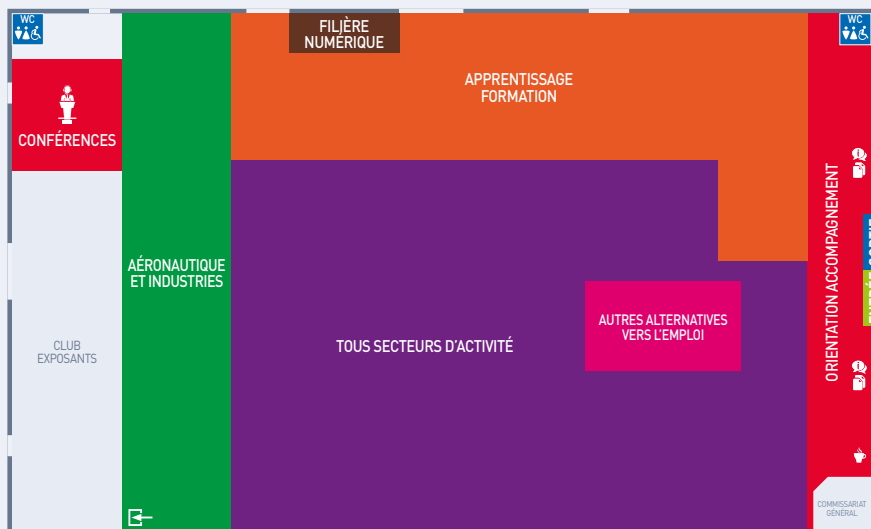 WC
FILIÈRE
NUMÉRIQUE
WC
APPRENTISSAGE
FORMATION
CONFÉRENCES
AÉRONAUTIQUE
ET INDUSTRIES
ORIENTATION ACCOMPAGNEMENT
AUTRES ALTERNATIVES
VERS L'EMPLOI
TOUS SECTEURS D'ACTIVITÉ
CLUB
EXPOSANTS
COMMISSARIAT
GÉNÉRAL